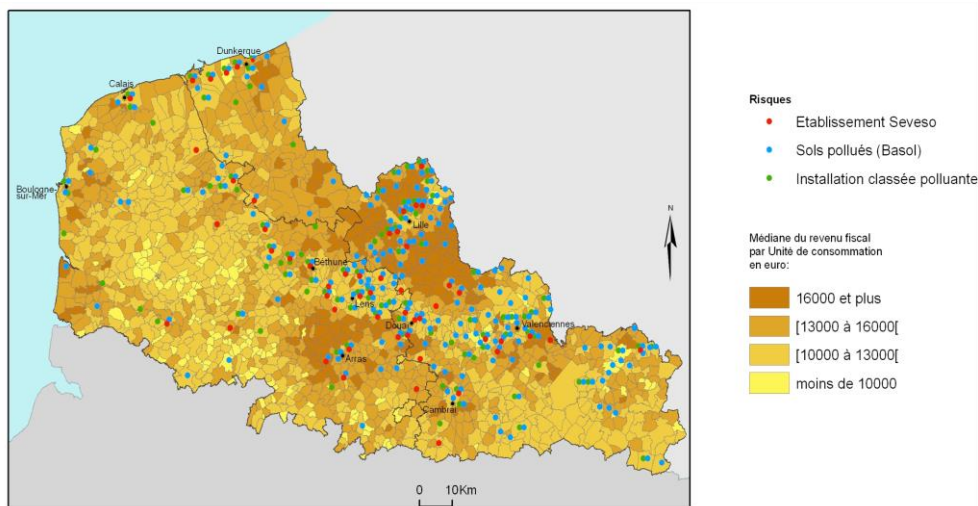 Dunkerque
Calais
Boulogne-
sur-Mer
Lille
Béthune
Lens
Douai
Valenciennes
Arras
Cambrai
N
0 10Km
Risques
Etablissement Seveso
Sols pollués (Basol)
Installation classée polluante
Médiane du revenu fiscal
par Unité de consommation
en euro:
16000 et plus
[13000 à 16000[
[10000 à 13000[
moins de 10000